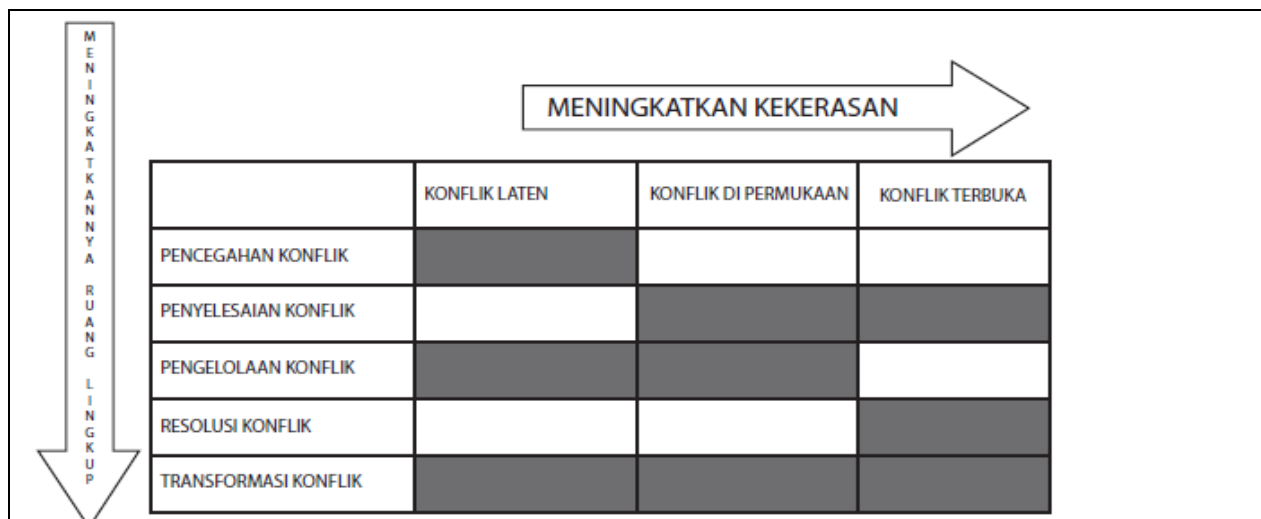 MENINGKATKANNYA RUANG LINGKUP
MENINGKATKAN KEKERASAN
KONFLIK LATEN
KONFLIK DI PERMUKAAN
KONFLIK TERBUKA
PENCEGAHAN KONFLIK
PENYELESAIAN KONFLIK
PENGELOLAAN KONFLIK
RESOLUSI KONFLIK
TRANSFORMASI KONFLIK